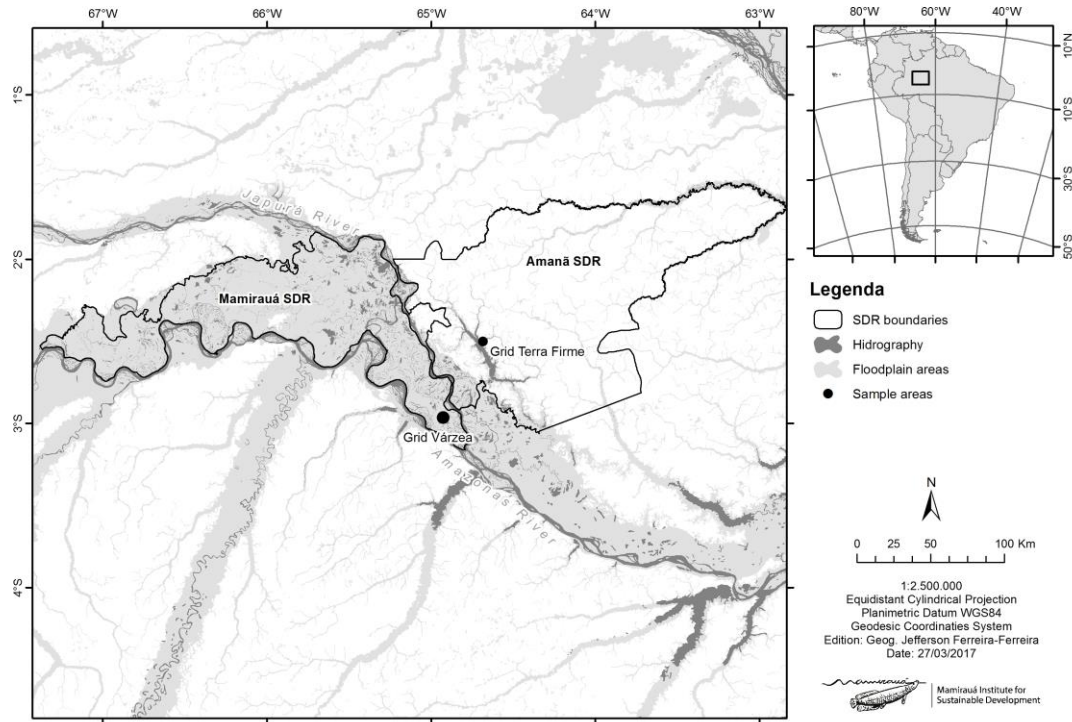 67°W 66°W 65°W 64°W 63°W
1°S
2°S
3°S
4°S
Japurá River
Mamirauá SDR
Amanã SDR
Grid Terra Firme
Grid Várzea
Amazonas River
80°W 60°W 40°W
10°N
10°S
30°S
50°S
Legenda
SDR boundaries
Hidrography
Floodplain areas
Sample areas
N
0 25 50 100 Km
1:2.500.000
Equidistant Cylindrical Projection
Planimetric Datum WGS84
Geodesic Coordinaties System
Edition: Geog. Jefferson Ferreira-Ferreira
Date: 27/03/2017
Mamirauá
Mamirauá Institute for
Sustainable Development